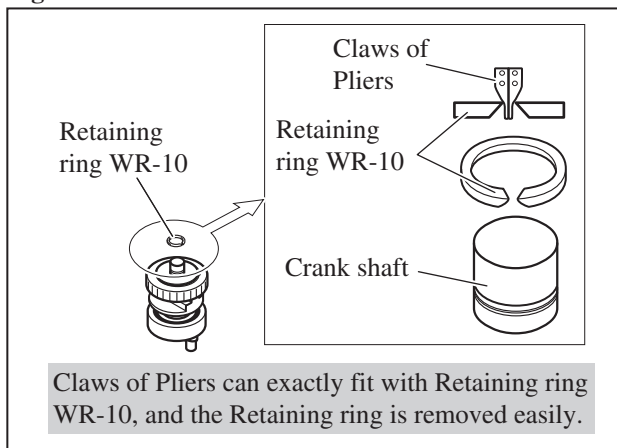 Claws of
Pliers
Retaining
ring WR-10
Retaining
ring WR-10
Crank shaft
Claws of Pliers can exactly fit with Retaining ring
WR-10, and the Retaining ring is removed easily.